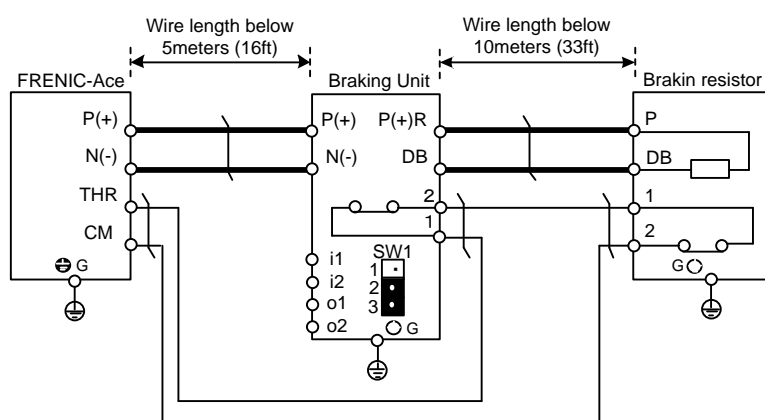 Wire length below
5meters (16ft)
Wire length below
10meters (33ft)
FRENIC-Ace
Braking Unit
Brakin resistor
P(+)
N(-)
THR
CM
G
P(+)
N(-)
P(+)R
DB
2
1
i1
i2
o1
o2
SW1
1
2
3
G
P
DB
1
2
G